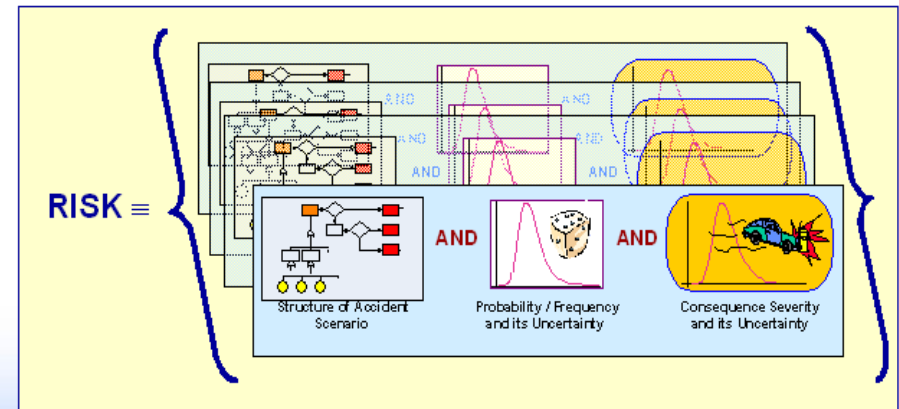 AND AND
AND AND
AND AND
RISK ≡
AND AND
Structure of Accident
Scenario
Probability / Frequency
and its Uncertainty
Consequence Severity
and its Uncertainty